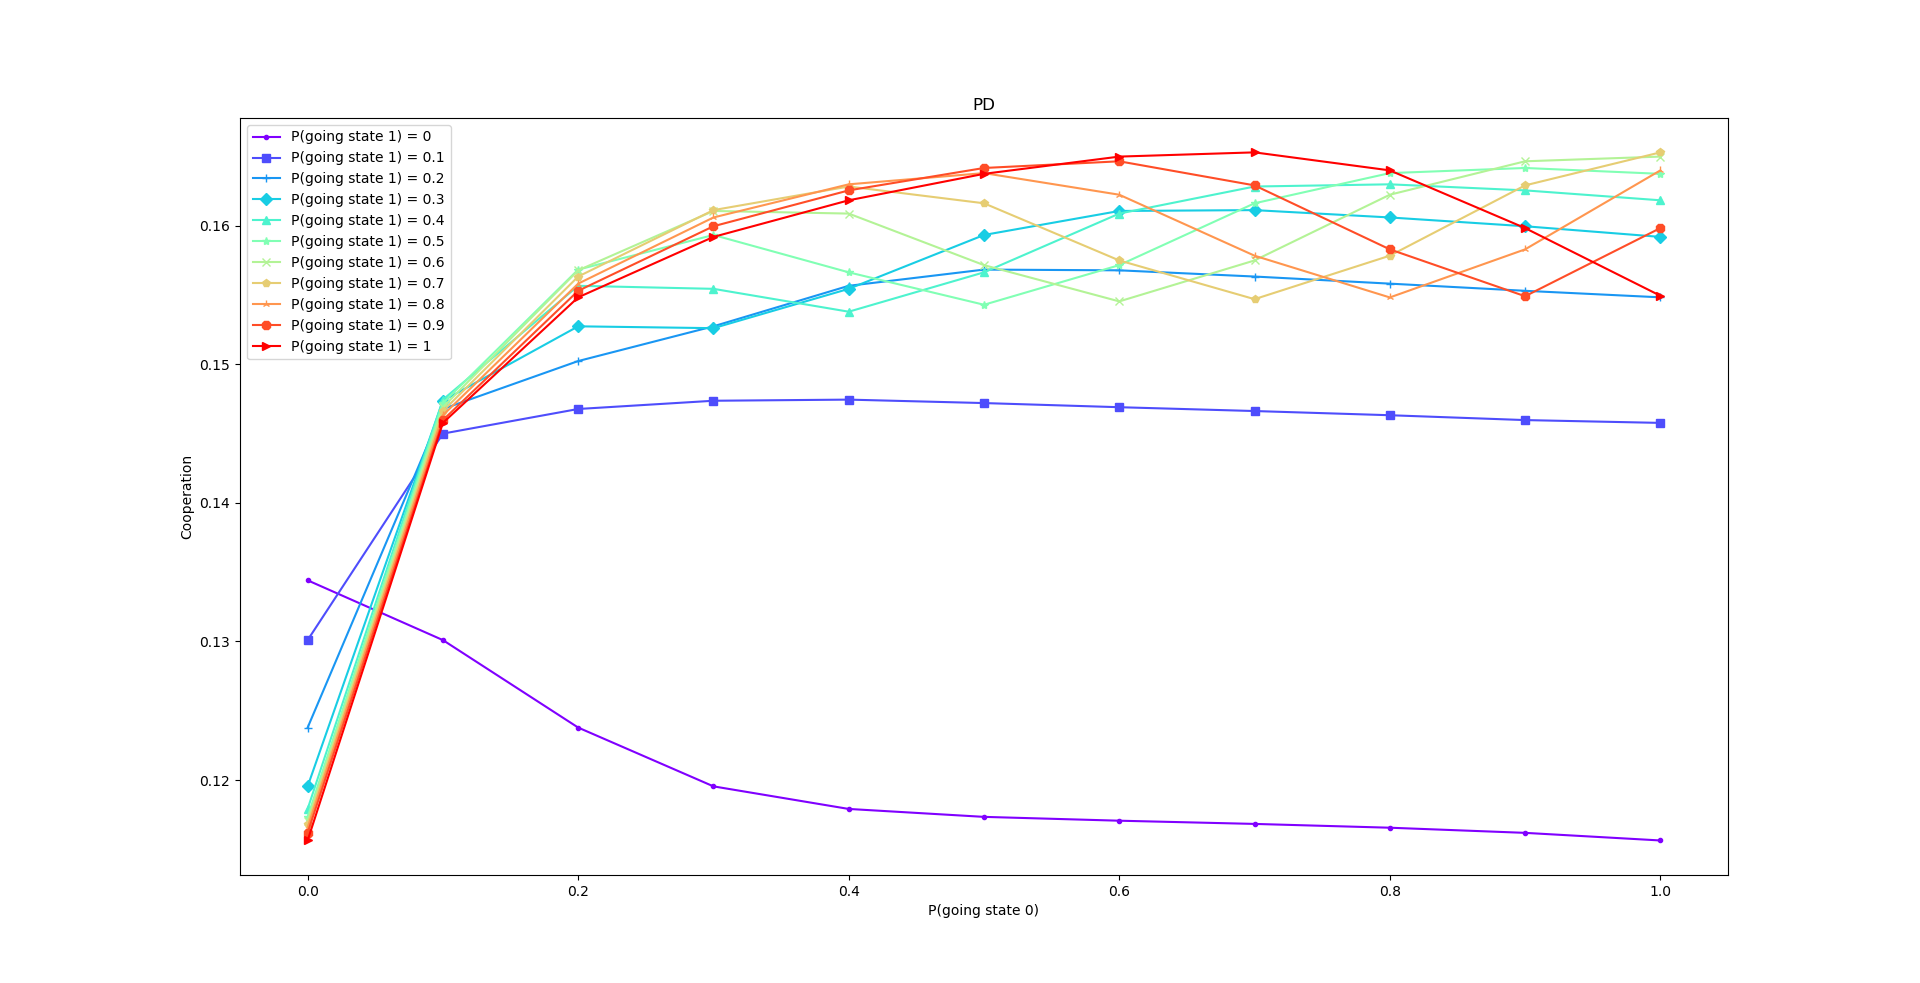 PD
P(going state 1) = 0
P(going state 1) = 0.1
P(going state 1) = 0.2
P(going state 1) = 0.3
P(going state 1) = 0.4
P(going state 1) = 0.5
P(going state 1) = 0.6
P(going state 1) = 0.7
P(going state 1) = 0.8
P(going state 1) = 0.9
P(going state 1) = 1
0.16
0.15
0.14
0.13
0.12
Cooperation
0.0 0.2 0.4 0.6 0.8 1.0
P(going state 0)